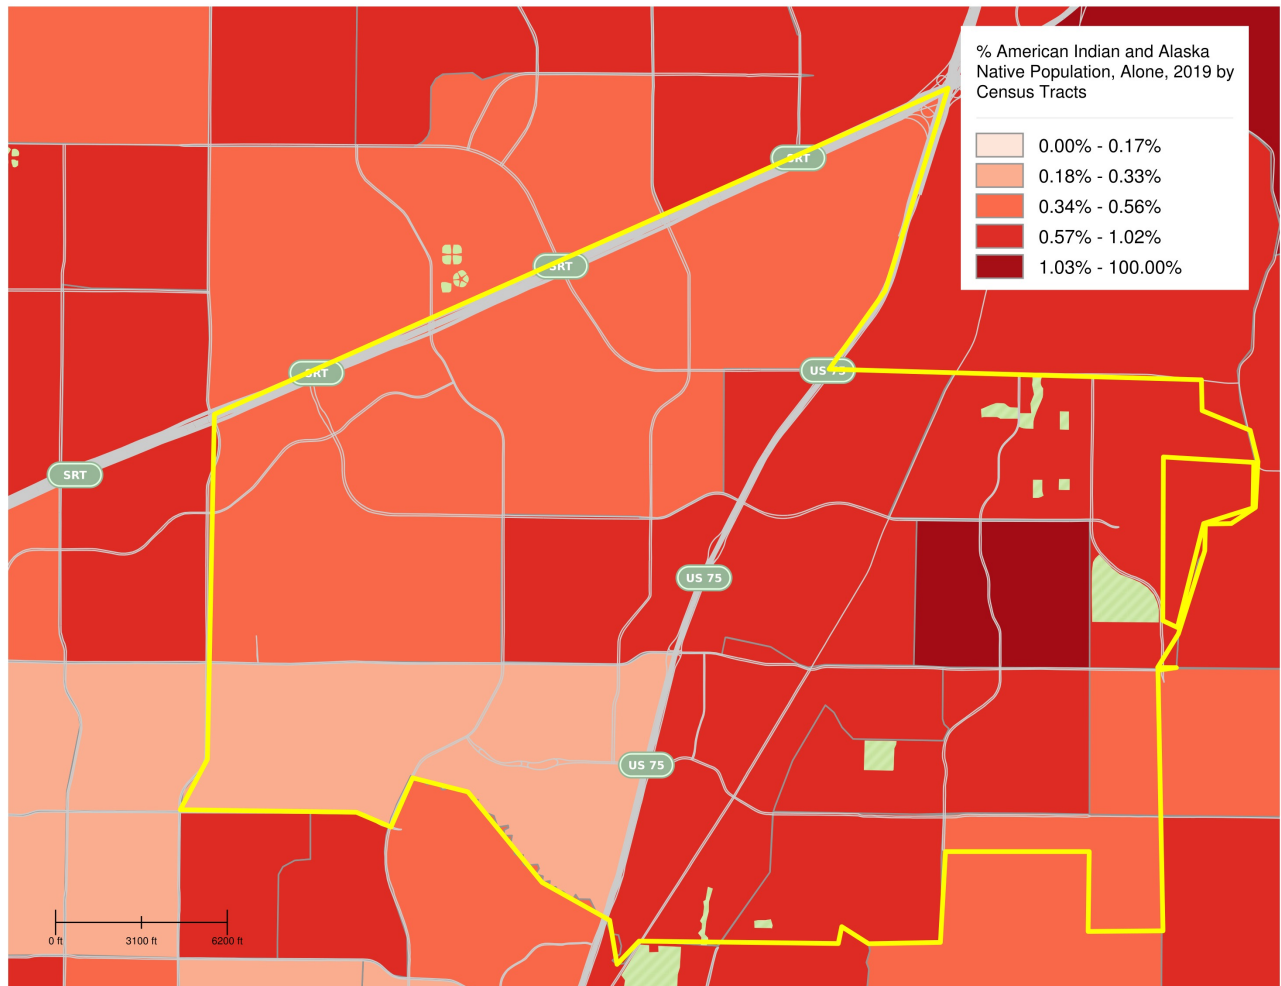 % American Indian and Alaska
Native Population, Alone, 2019 by
Census Tracts
0.00% - 0.17%
0.18% - 0.33%
0.34% - 0.56%
0.57% - 1.02%
1.03% - 100.00%
SRT
SRT
SRT
US 75
SRT
US 75
US 75
0 ft 3100 ft 6200 ft